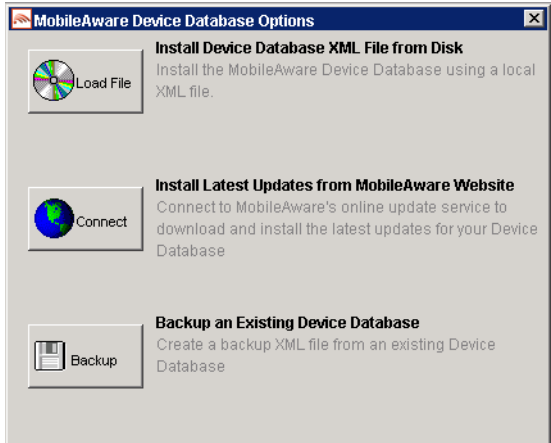 MobileAware Device Database Options
Install Device Database XML File from Disk
Load File
Install the MobileAware Device Database using a local
XML file.
Install Latest Updates from MobileAware Website
Connect
Connect to MobileAware's online update service to
download and install the latest updates for your Device
Database
Backup an Existing Device Database
Backup
Create a backup XML file from an existing Device
Database